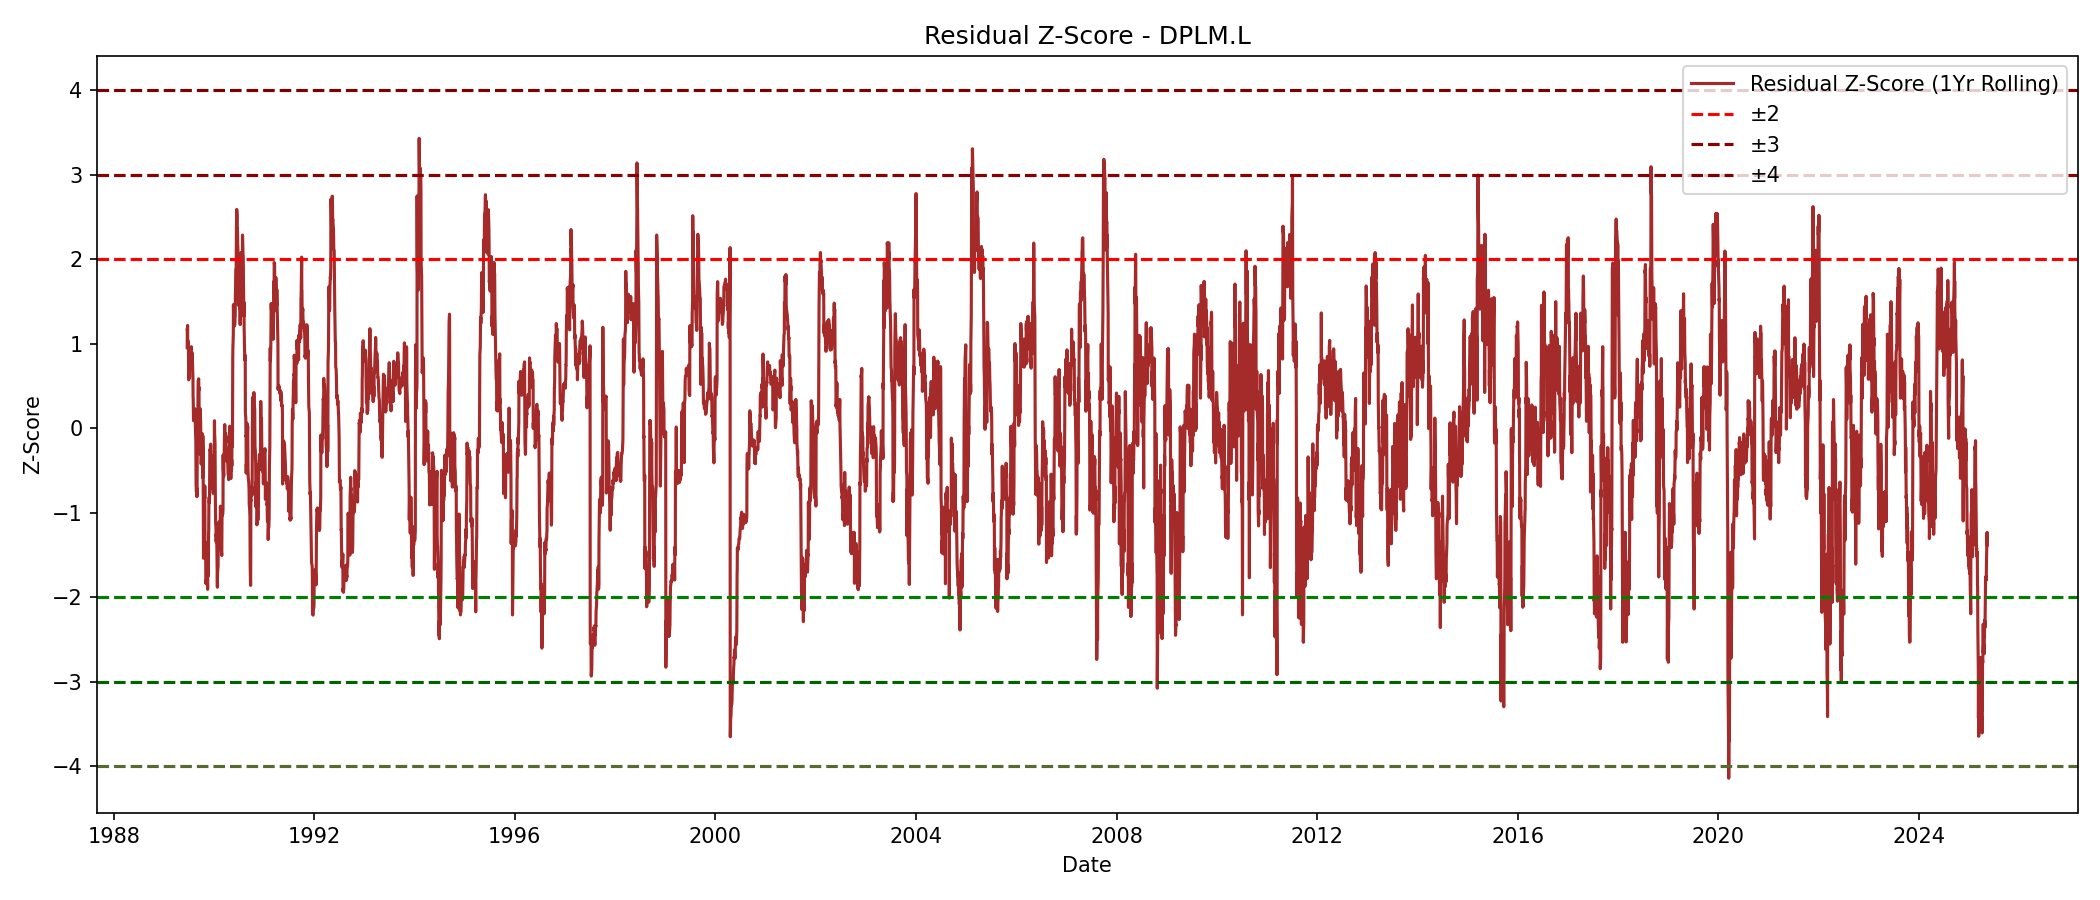 Residual Z-Score - DPLM.L
Residual Z-Score (1Yr Rolling)
±2
±3
±4
Z-Score
4
3
2
1
0
−1
−2
−3
−4
1988 1992 1996 2000 2004 2008 2012 2016 2020 2024
Date